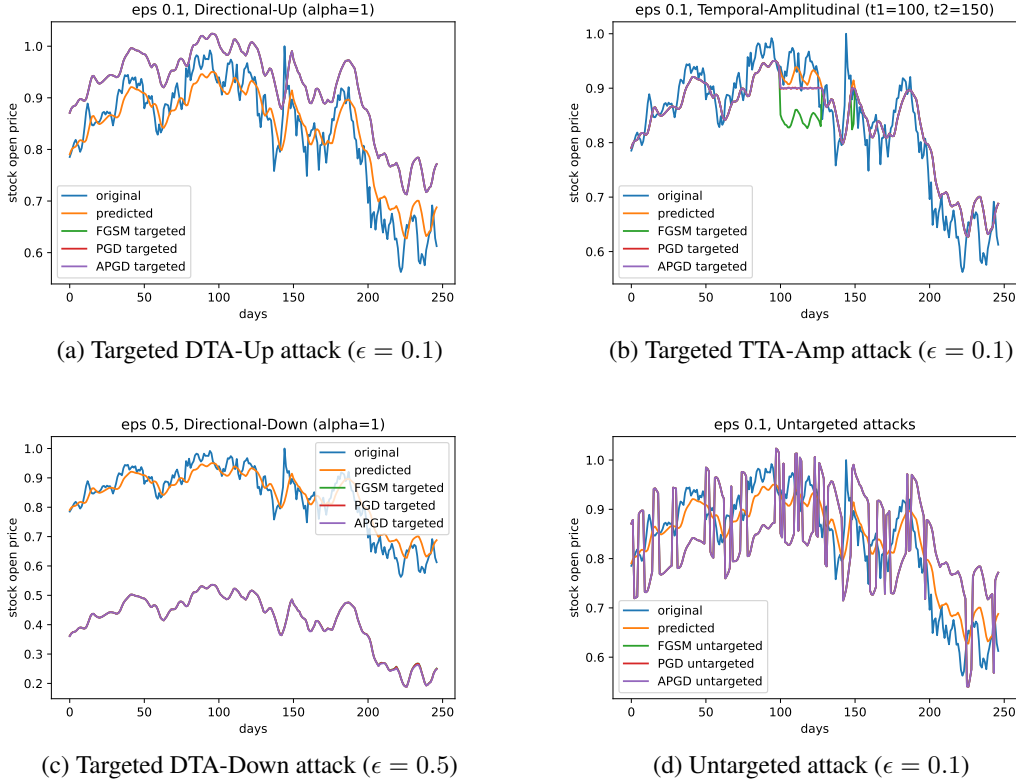 eps 0.1, Directional-Up (alpha=1)
stock open price
1.0
0.9
0.8
0.7
0.6
original
predicted
FGSM targeted
PGD targeted
APGD targeted
0
50
100
150
200
250
days
(a) Targeted DTA-Up attack (ϵ = 0.1)
eps 0.1, Temporal-Amplitudinal (t1=100, t2=150)
stock open price
1.0
0.9
0.8
0.7
0.6
original
predicted
FGSM targeted
PGD targeted
APGD targeted
0
50
100
150
200
250
days
(b) Targeted TTA-Amp attack (ϵ = 0.1)
eps 0.5, Directional-Down (alpha=1)
stock open price
1.0
0.9
0.8
0.7
0.6
0.5
0.4
0.3
0.2
original
predicted
FGSM targeted
PGD targeted
APGD targeted
0
50
100
150
200
250
days
(c) Targeted DTA-Down attack (ϵ = 0.5)
eps 0.1, Untargeted attacks
stock open price
1.0
0.9
0.8
0.7
0.6
original
predicted
FGSM untargeted
PGD untargeted
APGD untargeted
0
50
100
150
200
250
days
(d) Untargeted attack (ϵ = 0.1)